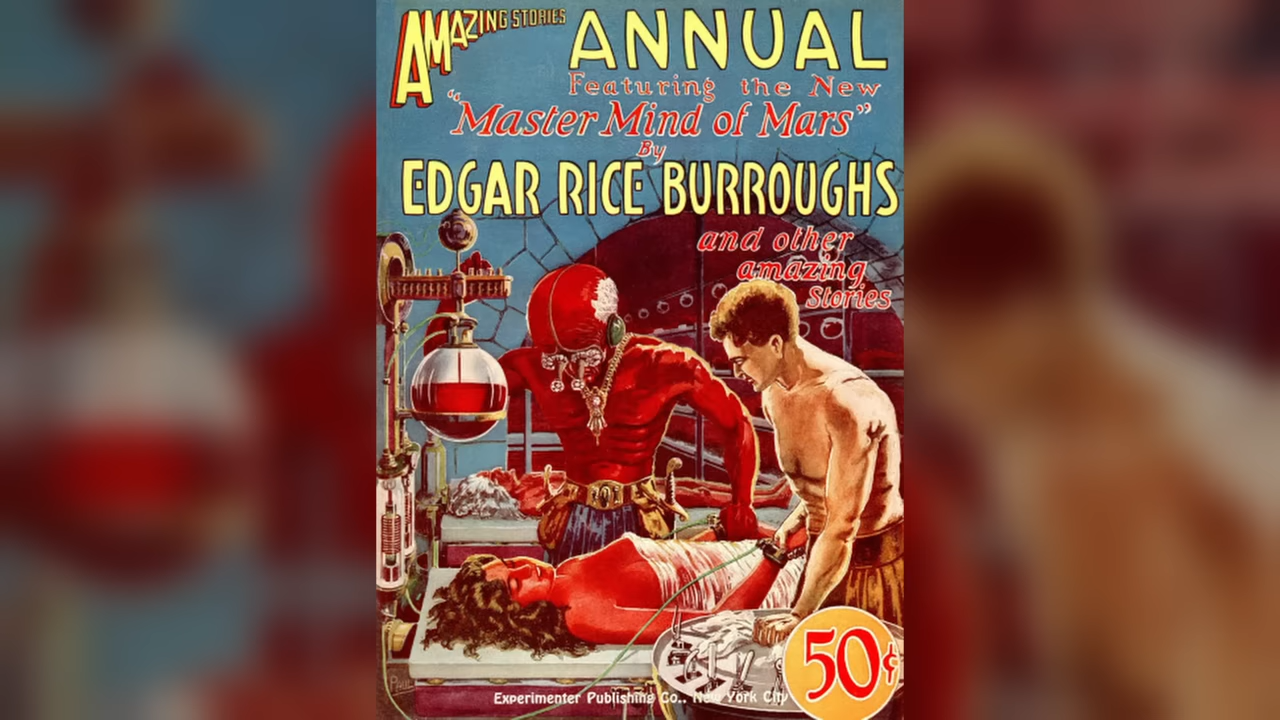 AMAZING STORIES
ANNUAL
Featuring the New
"Master Mind of Mars"
By
EDGAR RICE BURROUGHS
and other
amazing
Stories
50¢
Experimenter Publishing Co., New York City